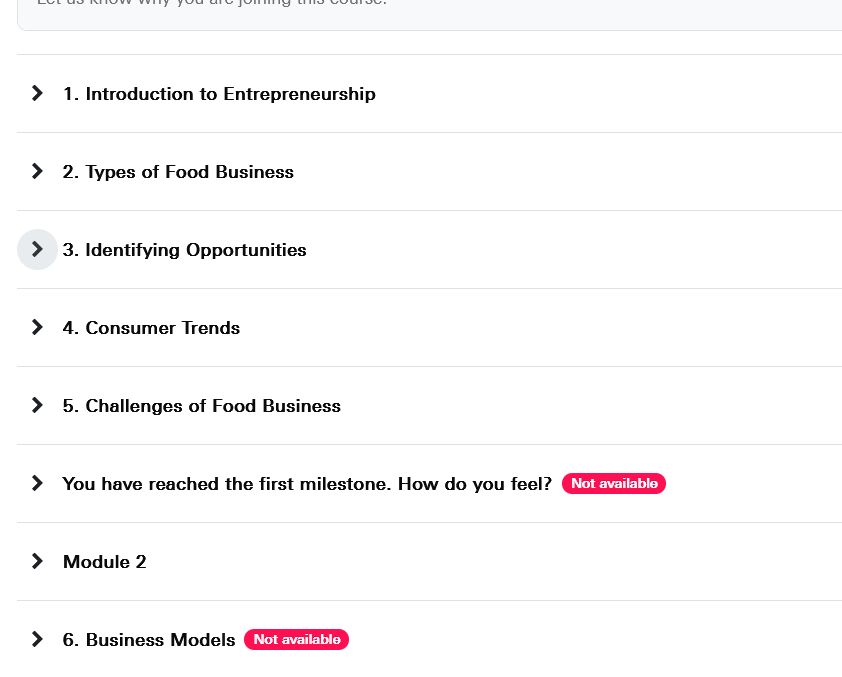 Let us know why you are joining this course.
1. Introduction to Entrepreneurship
2. Types of Food Business
3. Identifying Opportunities
4. Consumer Trends
5. Challenges of Food Business
You have reached the first milestone. How do you feel? Not available
Module 2
6. Business Models Not available